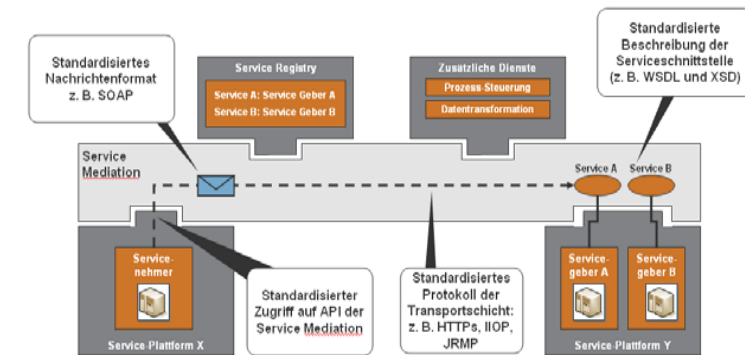 Standardisiertes
Nachrichtenformat
z. B. SOAP
Service Registry
Service A: Service Geber A
Service B: Service Geber B
Zusätzliche Dienste
Prozess-Steuerung
Datentransformation
Standardisierte
Beschreibung der
Serviceschnittstelle
(z. B. WSDL und XSD)
Service
Mediation
Service A
Service B
Service-
nehmer
Service-Plattform X
Standardisierter
Zugriff auf API der
Service Mediation
Standardisiertes
Protokoll der
Transportschicht:
z. B. HTTPs, IIOP,
JRMP
Service-
geber A
Service-
geber B
Service-Plattform Y